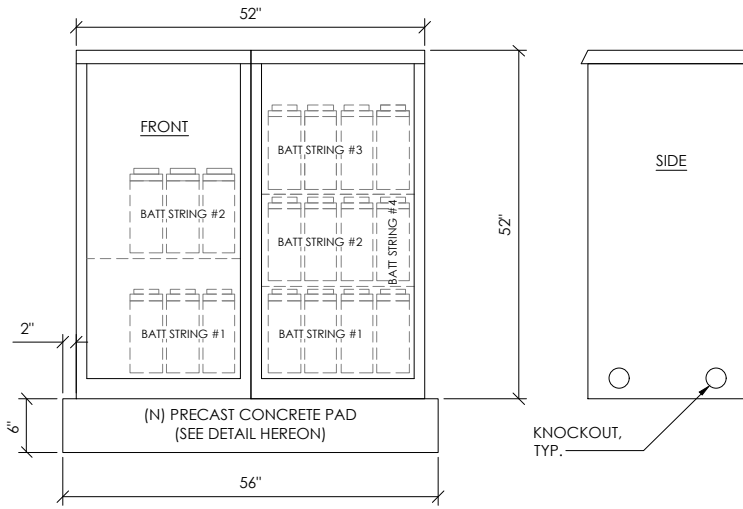 52"
FRONT
SIDE
BATT STRING #3
BATT STRING #2
BATT STRING #2
BATT STRING #4
BATT STRING #1
BATT STRING #1
52"
2"
6"
(N) PRECAST CONCRETE PAD
(SEE DETAIL HEREON)
KNOCKOUT,
TYP.
56"